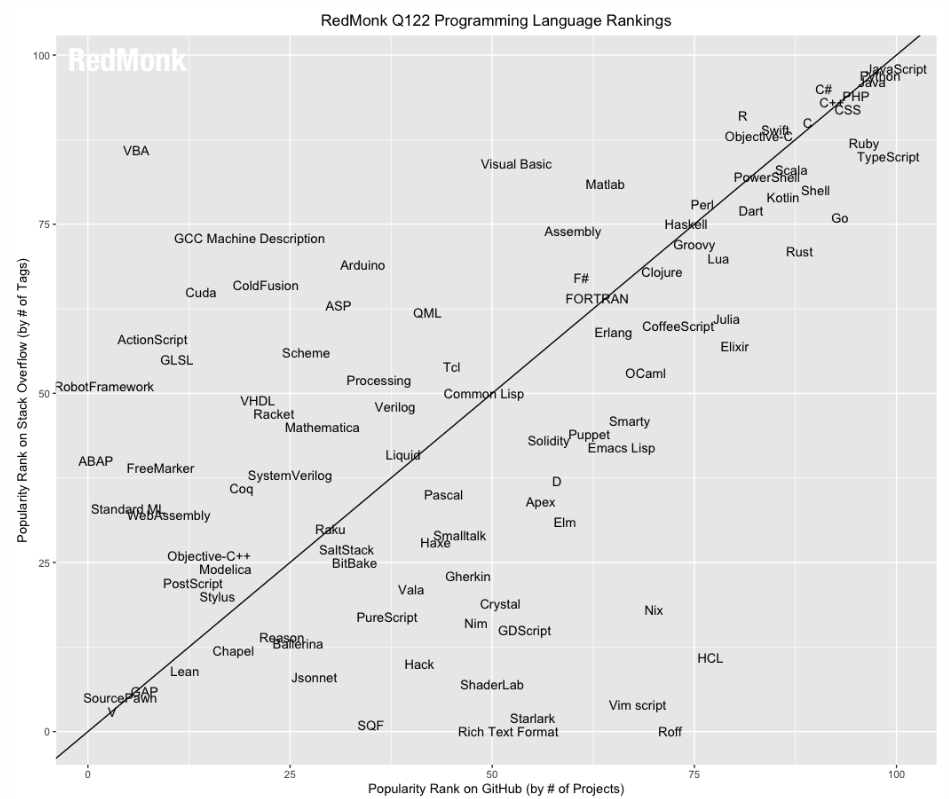 RedMonk Q122 Programming Language Rankings
RedMonk
100
75
50
25
0
Popularity Rank on Stack Overflow (by # of Tags)
JavaScript
Python
Java
C#
PHP
C++
CSS
R
C
Swift
Objective-C
Ruby
VBA
TypeScript
Visual Basic
Scala
PowerShell
Matlab
Shell
Kotlin
Perl
Dart
Go
Haskell
Assembly
GCC Machine Description
Groovy
Rust
Lua
Arduino
Clojure
F#
ColdFusion
Cuda
FORTRAN
ASP
QML
Julia
CoffeeScript
Erlang
ActionScript
Elixir
Scheme
GLSL
Tcl
OCaml
Processing
RobotFramework
Common Lisp
VHDL
Verilog
Racket
Smarty
Mathematica
Puppet
Solidity
Emacs Lisp
Liquid
ABAP
FreeMarker
SystemVerilog
D
Coq
Pascal
Apex
Standard ML
WebAssembly
Elm
Raku
Smalltalk
Haxe
SaltStack
Objective-C++
BitBake
Modelica
Gherkin
PostScript
Vala
Stylus
Crystal
Nix
PureScript
Nim
GDScript
Reason
Ballerina
Chapel
HCL
Hack
Lean
Jsonnet
ShaderLab
GAP
SourcePawn
Vim script
V
Starlark
SQF
Rich Text Format
Roff
0
25
50
75
100
Popularity Rank on GitHub (by # of Projects)